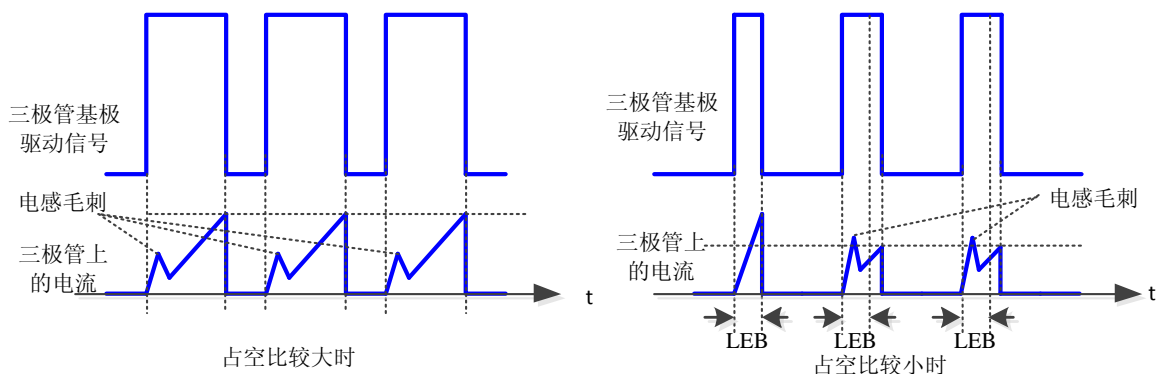 三极管基极
驱动信号
电感毛刺
三极管上
的电流
t
占空比较大时
三极管基极
驱动信号
电感毛刺
三极管上
的电流
t
LEB
LEB
LEB
占空比较小时